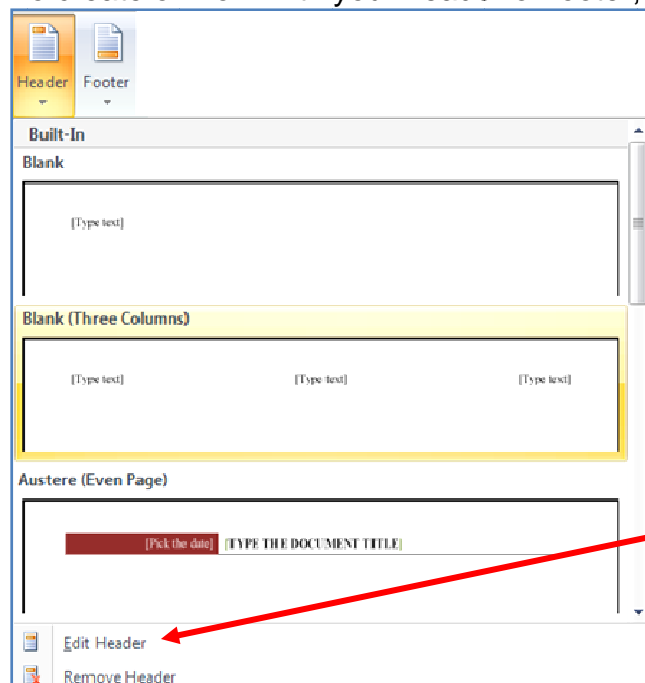 Header Footer
Built-In
Blank
[Type text]
Blank (Three Columns)
[Type text] [Type text] [Type text]
Austere (Even Page)
[Pick the date] [TYPE THE DOCUMENT TITLE]
Edit Header
Remove Header